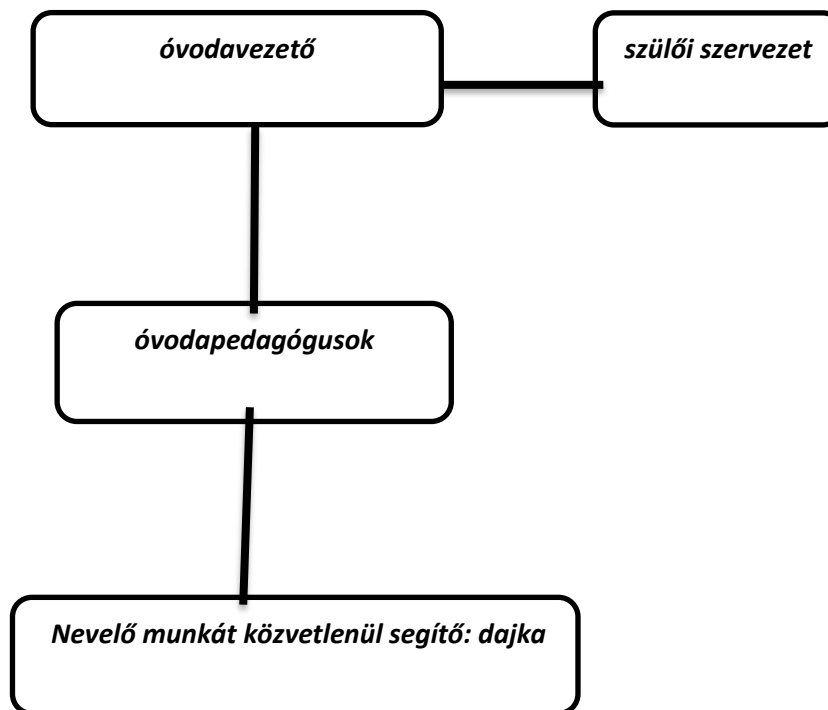 óvodavezető
szülői szervezet
óvodapedagógusok
Nevelő munkát közvetlenül segítő: dajka